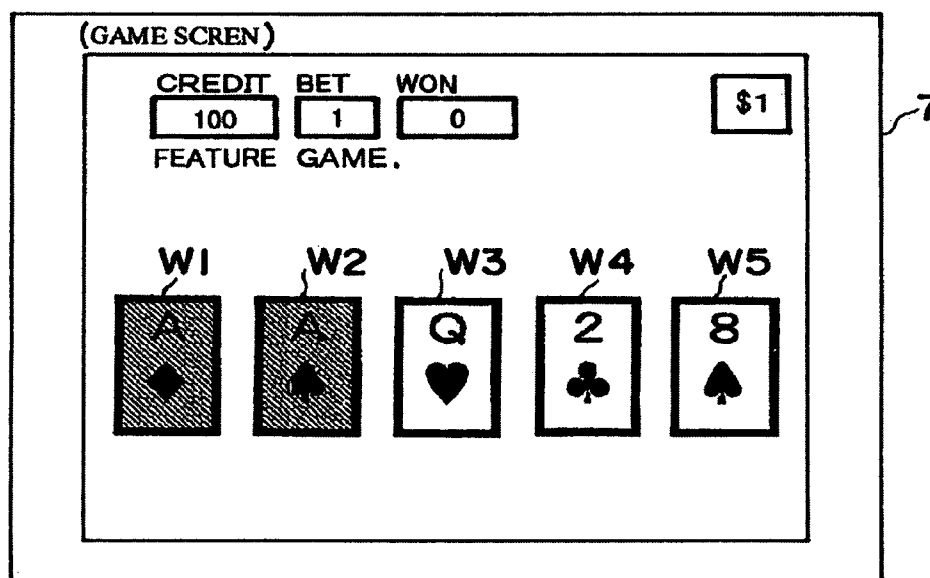 (GAME SCREN)
CREDIT BET WON
100 1 0 $1
FEATURE GAME.
7
W1 W2 W3 W4 W5
A A Q 2 8